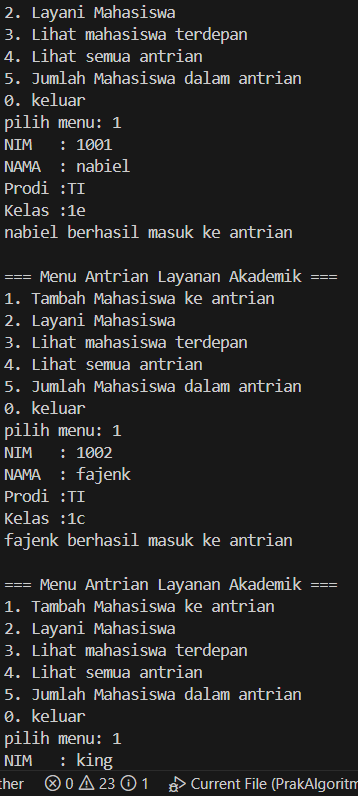 2. Layani Mahasiswa
3. Lihat mahasiswa terdepan
4. Lihat semua antrian
5. Jumlah Mahasiswa dalam antrian
0. keluar
pilih menu: 1
NIM   : 1001
NAMA  : nabiel
Prodi :TI
Kelas :1e
nabiel berhasil masuk ke antrian

=== Menu Antrian Layanan Akademik ===
1. Tambah Mahasiswa ke antrian
2. Layani Mahasiswa
3. Lihat mahasiswa terdepan
4. Lihat semua antrian
5. Jumlah Mahasiswa dalam antrian
0. keluar
pilih menu: 1
NIM   : 1002
NAMA  : fajenk
Prodi :TI
Kelas :1c
fajenk berhasil masuk ke antrian

=== Menu Antrian Layanan Akademik ===
1. Tambah Mahasiswa ke antrian
2. Layani Mahasiswa
3. Lihat mahasiswa terdepan
4. Lihat semua antrian
5. Jumlah Mahasiswa dalam antrian
0. keluar
pilih menu: 1
NIM   : king
ther 0 23 1 Current File (PrakAlgoritm